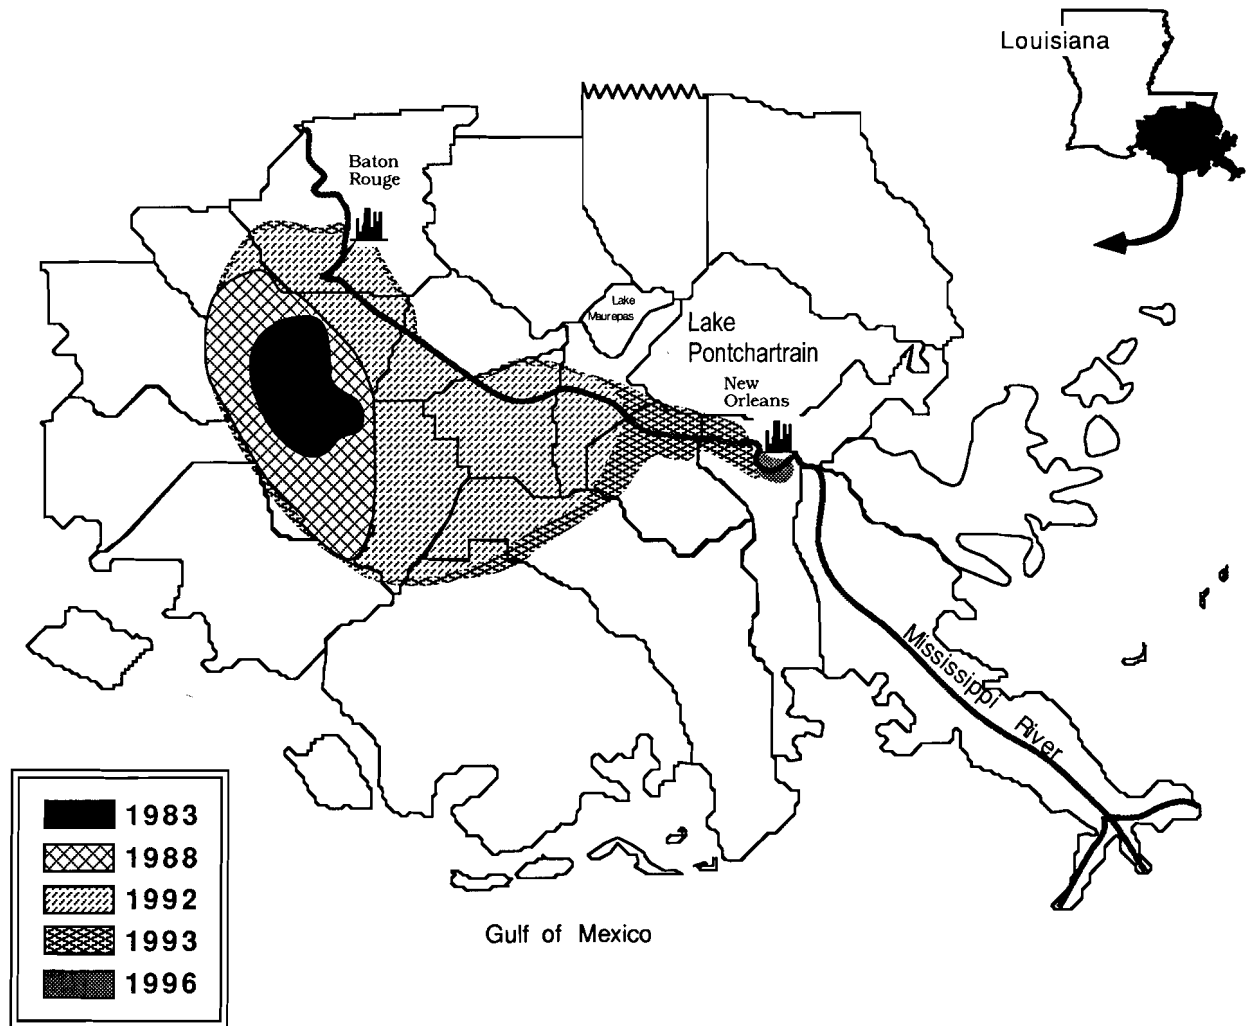 Louisiana
Baton
Rouge
Lake
Maurepas
Lake
Pontchartrain
New
Orleans
Mississippi River
1983
1988
1992
1993
1996
Gulf of Mexico